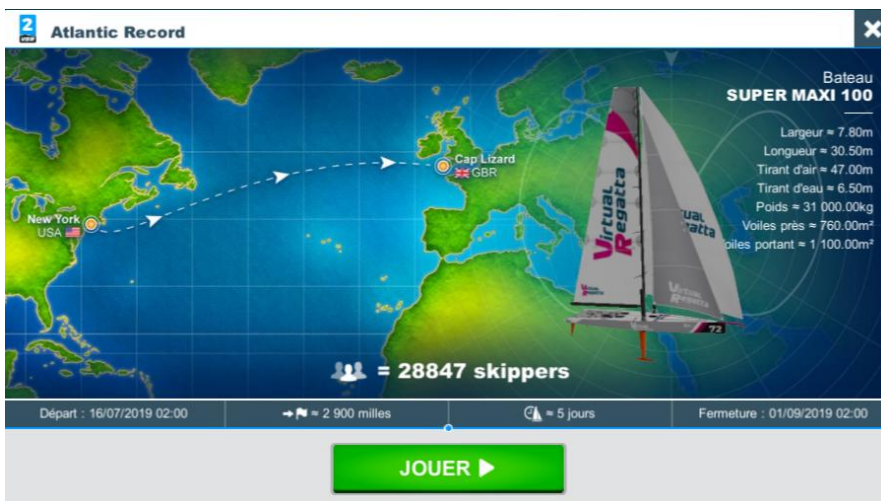 2
VSR
Atlantic Record
Bateau
SUPER MAXI 100
Largeur ≈ 7.80m
Longueur ≈ 30.50m
Tirant d'air ≈ 47.00m
Tirant d'eau ≈ 6.50m
Poids ≈ 31 000.00kg
Voiles près ≈ 760.00m²
oiles portant ≈ 1 100.00m²
Cap Lizard
GBR
New York
USA
Virtual
Regatta
Virtual
Regatta
72
= 28847 skippers
Départ : 16/07/2019 02:00
≈ 2 900 milles
≈ 5 jours
Fermeture : 01/09/2019 02:00
JOUER